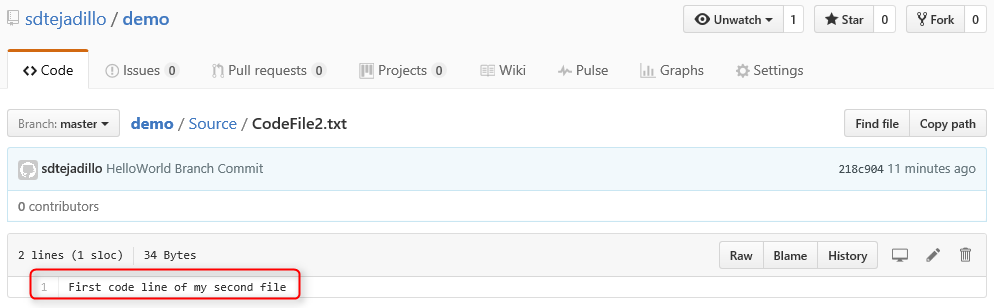 sdtejadillo / demo
Unwatch 1 Star 0 Fork 0
Code Issues 0 Pull requests 0 Projects 0 Wiki Pulse Graphs Settings
Branch: master demo / Source / CodeFile2.txt Find file Copy path
sdtejadillo HelloWorld Branch Commit 218c904 11 minutes ago
0 contributors
2 lines (1 sloc) 34 Bytes Raw Blame History
1 First code line of my second file